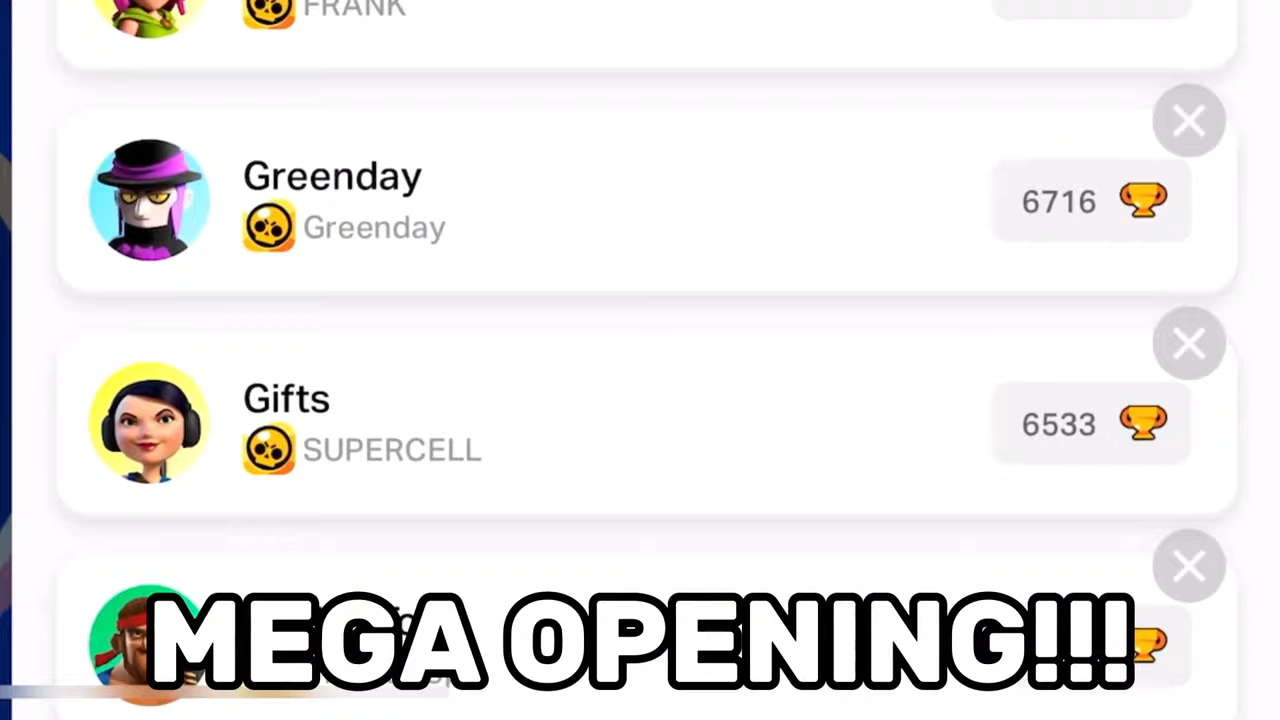 FRANK
Greenday
Greenday
6716
Gifts
SUPERCELL
6533
MEGA OPENING!!!